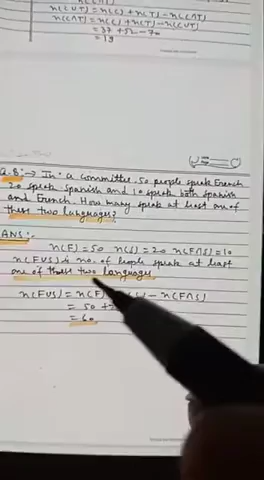 n(C∪T) = n(C) + n(T) - n(C∩T)
n(C∩T) = n(C) + n(T) - n(C∪T)
= 37 + 52 - 70
= 19
Q.8:→ In a committee. 50 people speak French
20 speak Spanish and 10 speak both Spanish
and French. How many speak at least one of
these two languages?
ANS:-
n(F) = 50 n(S) = 20 n(F∩S) = 10
n(F∪S) is no. of people speak at least
one of these two language
n(F∪S) = n(F) - n(F∩S)
= 50 +
= 60